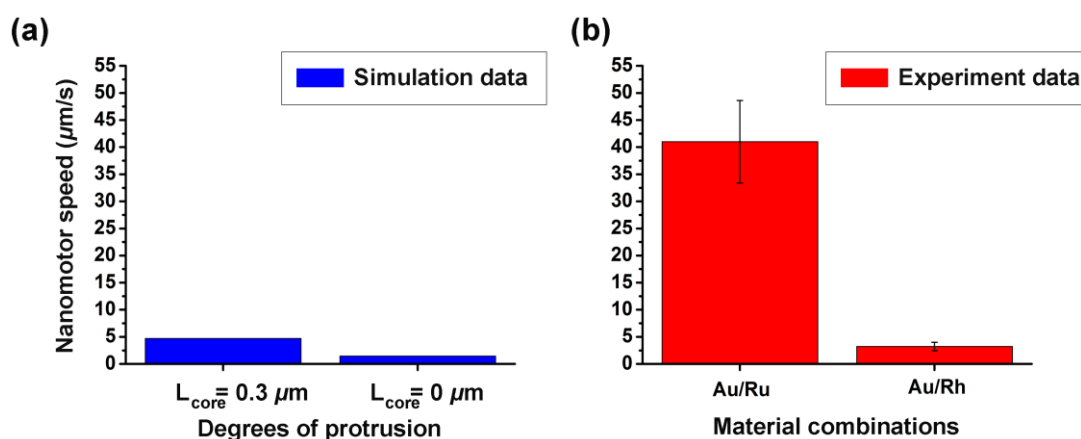 (a)
Simulation data
Nanomotor speed (µm/s)
55
50
45
40
35
30
25
20
15
10
5
0
L_core= 0.3 µm
L_core= 0 µm
Degrees of protrusion
(b)
Experiment data
55
50
45
40
35
30
25
20
15
10
5
0
Au/Ru
Au/Rh
Material combinations